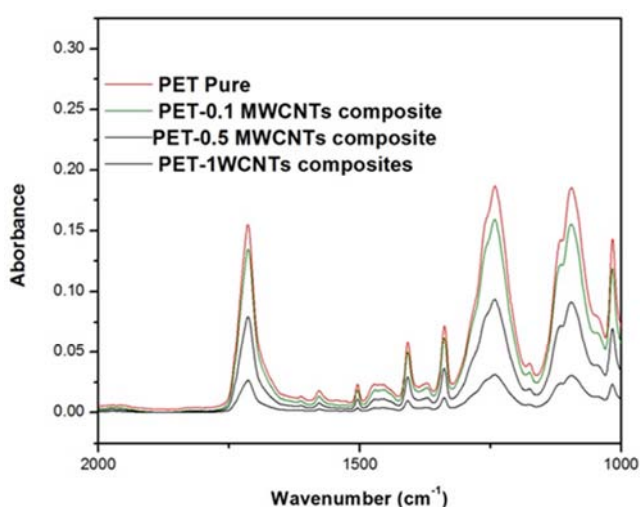 0.30
0.25
0.20
0.15
0.10
0.05
0.00
Aborbance
PET Pure
PET-0.1 MWCNTs composite
PET-0.5 MWCNTs composite
PET-1WCNTs composites
2000
1500
1000
Wavenumber (cm⁻¹)